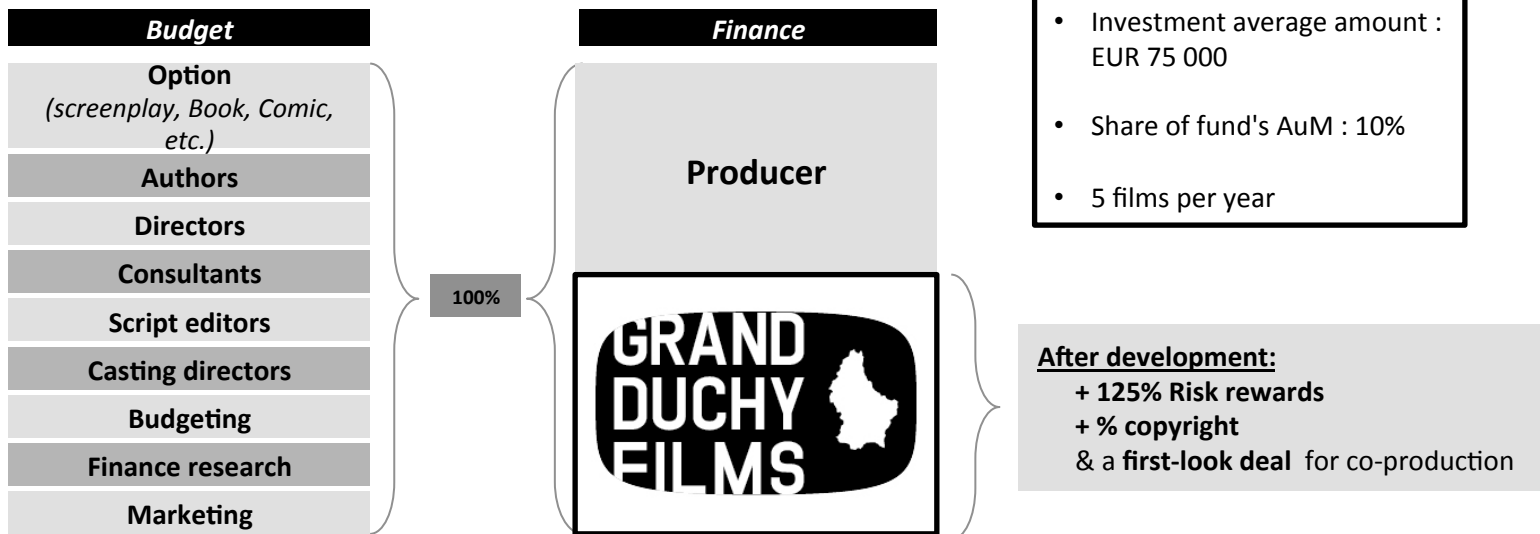 Budget
Option
(screenplay, Book, Comic,
etc.)
Authors
Directors
Consultants
Script editors
Casting directors
Budgeting
Finance research
Marketing
100%
Finance
Producer
GRAND
DUCHY
FILMS
• Investment average amount :
EUR 75 000
• Share of fund's AuM : 10%
• 5 films per year
After development:
+ 125% Risk rewards
+ % copyright
& a first-look deal for co-production